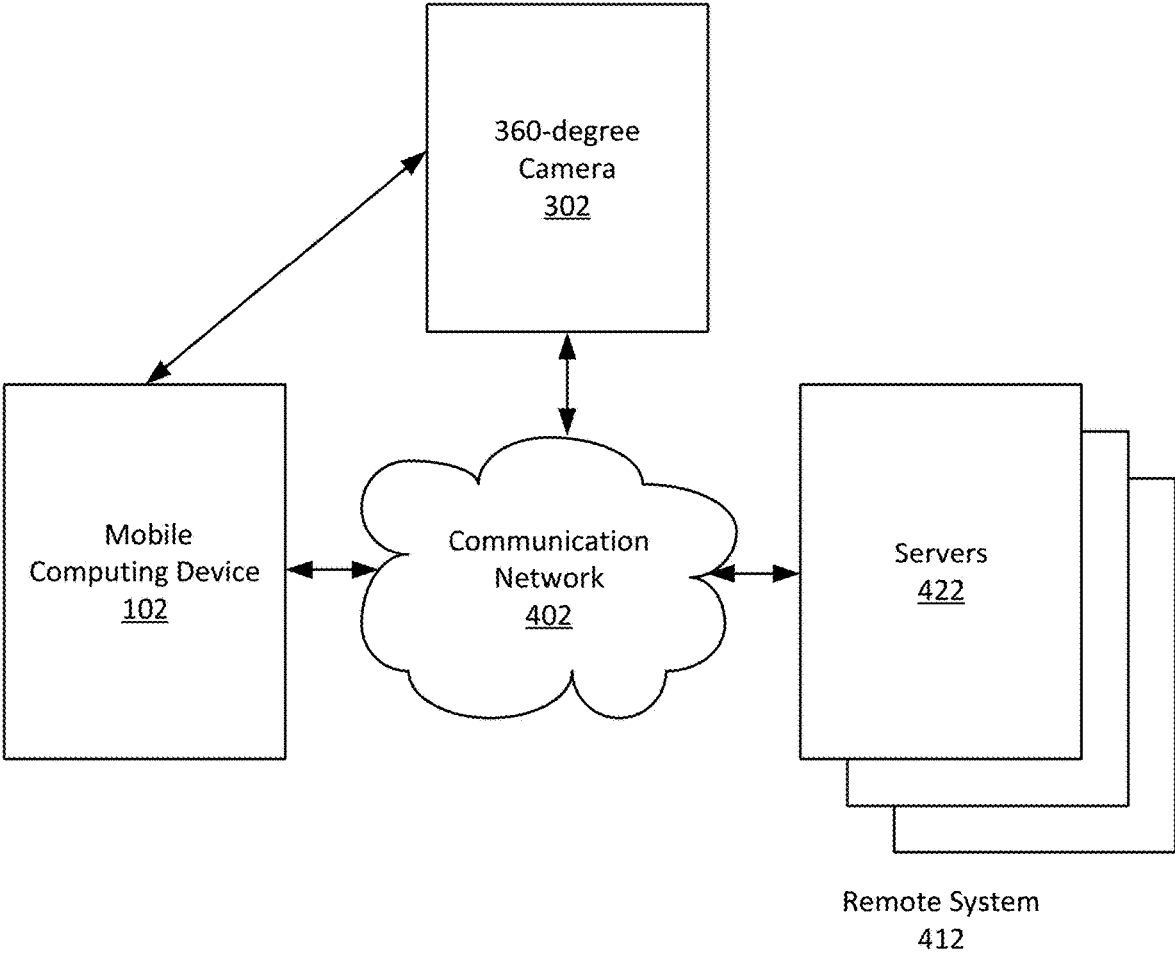 360-degree
Camera
302
Mobile
Computing Device
102
Communication
Network
402
Servers
422
Remote System
412